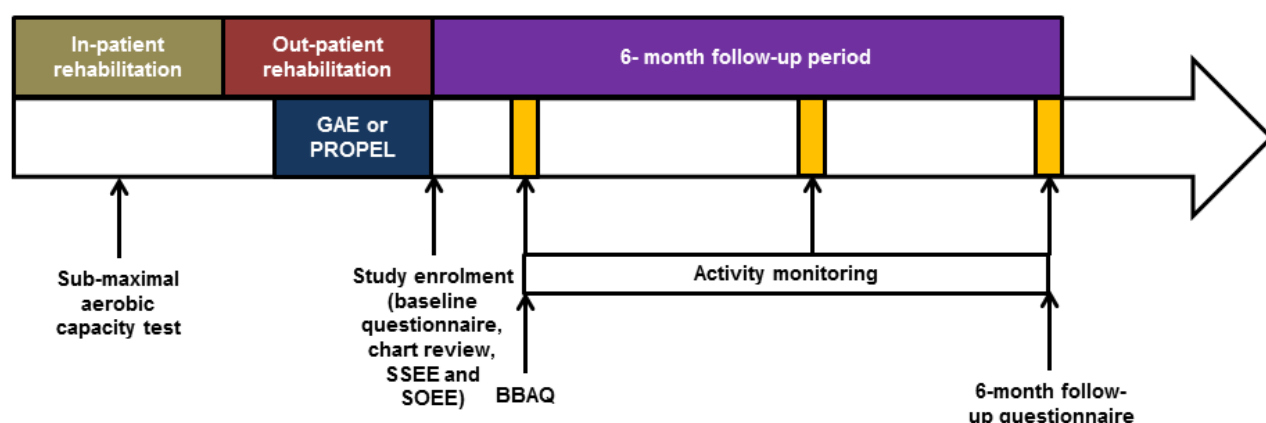 In-patient
rehabilitation
Out-patient
rehabilitation
6- month follow-up period
GAE or
PROPEL
Sub-maximal
aerobic
capacity test
Study enrolment
(baseline
questionnaire,
chart review,
SSEE and
SOEE)
Activity monitoring
BBAQ
6-month follow-
up questionnaire